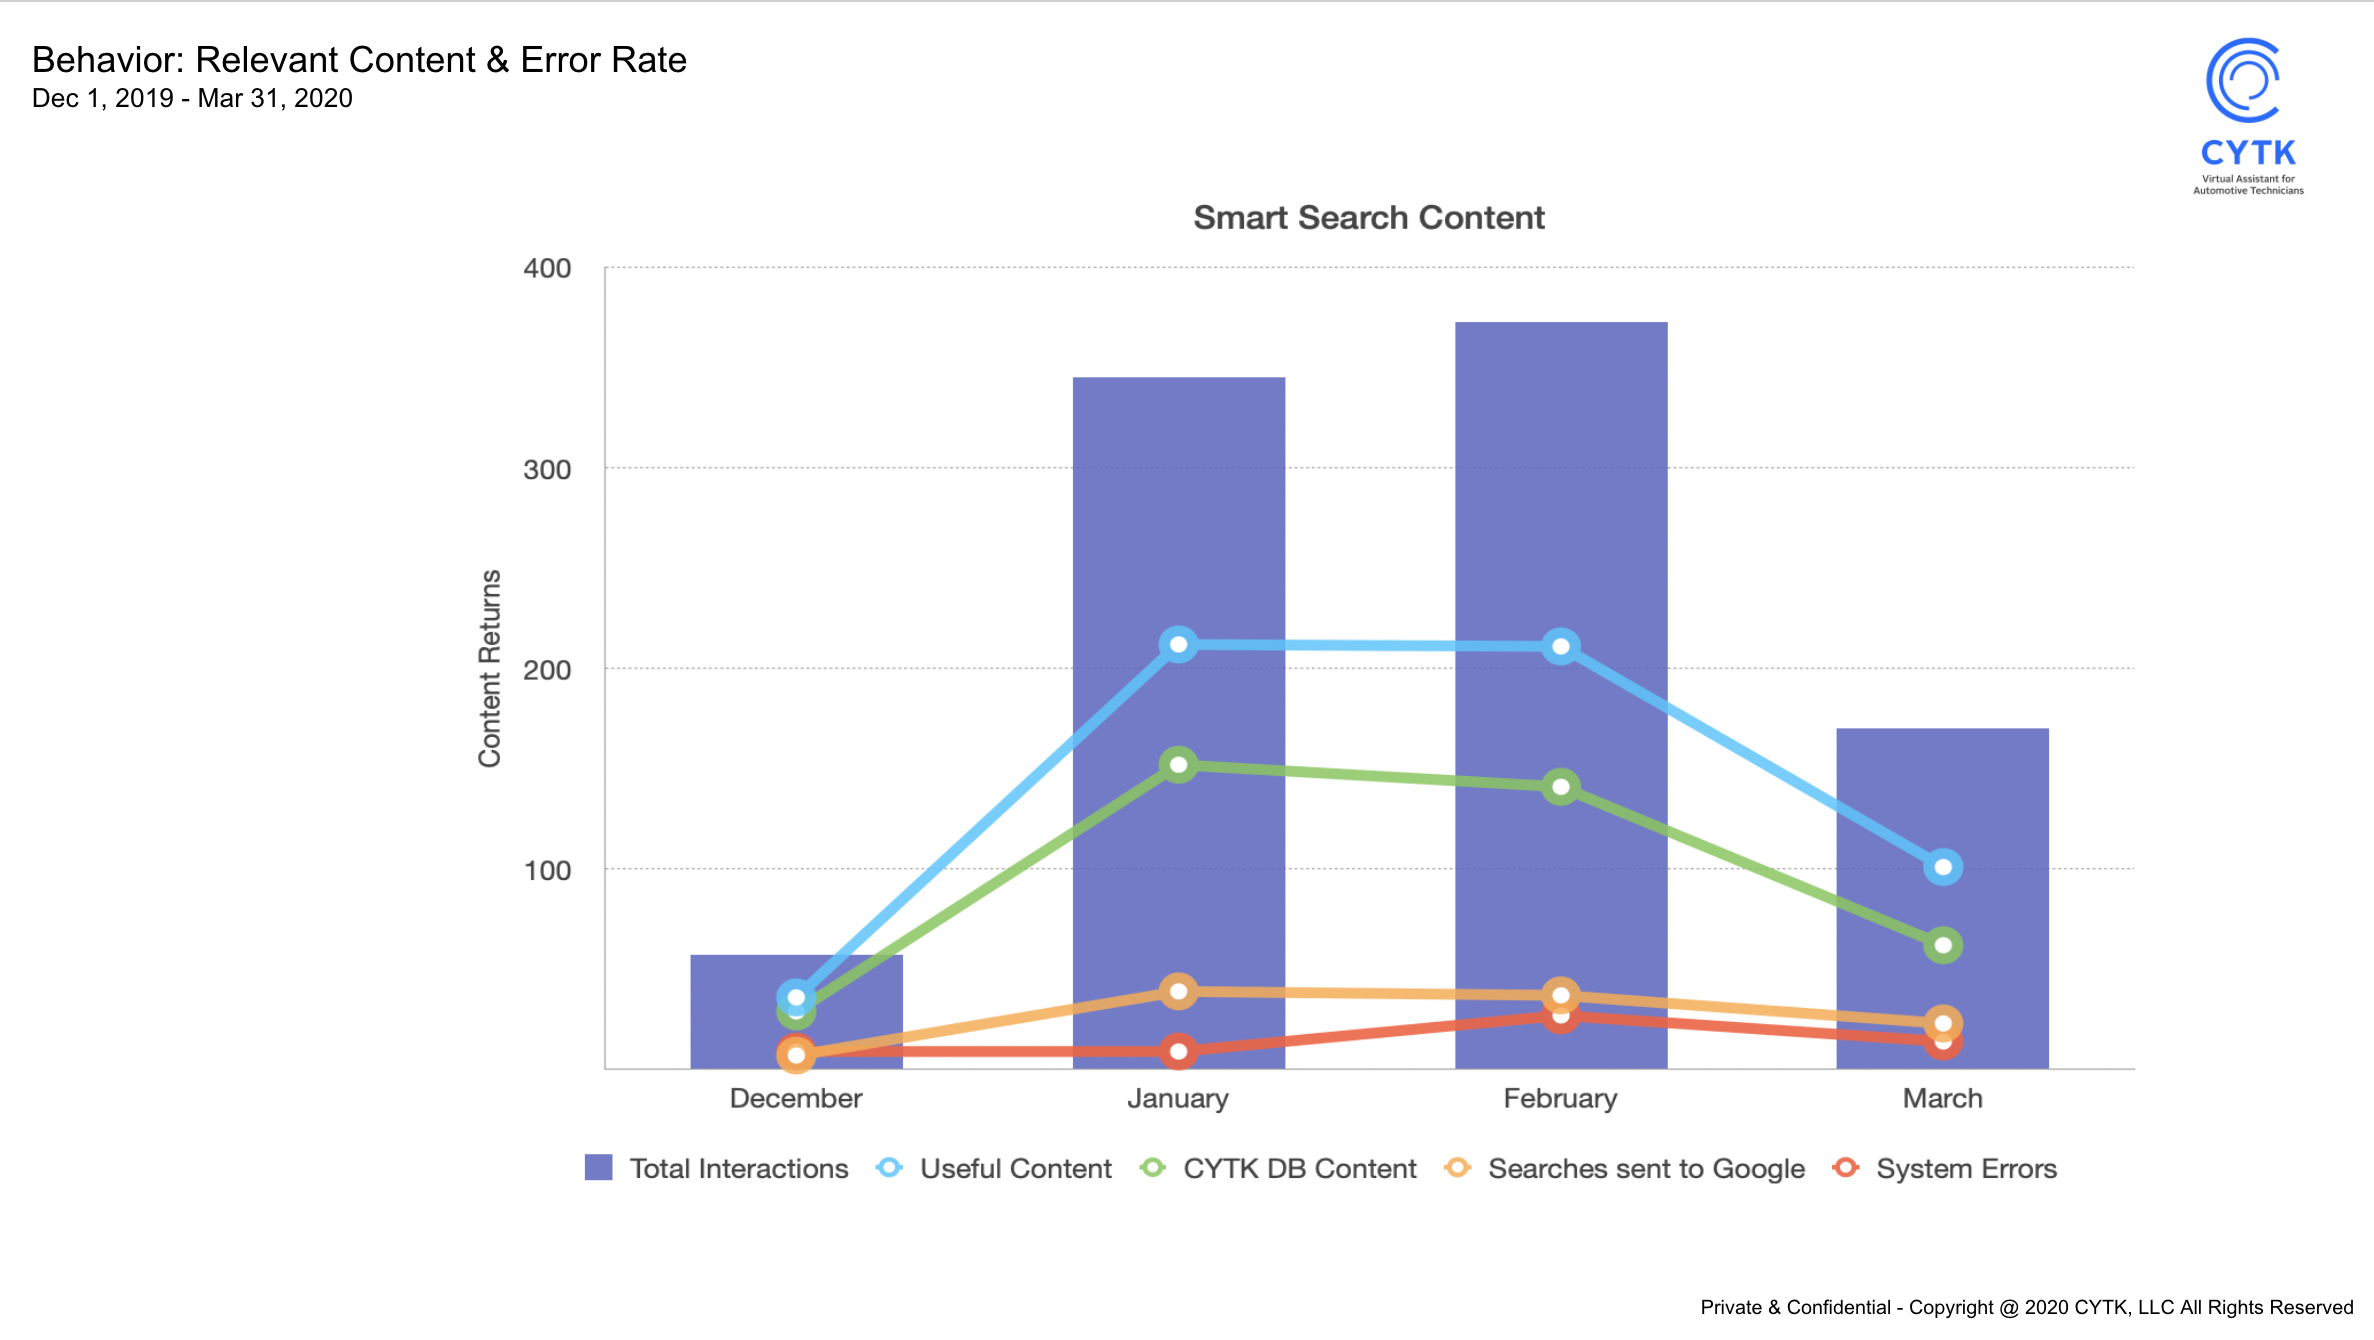 Behavior: Relevant Content & Error Rate
Dec 1, 2019 - Mar 31, 2020
CYTK
Virtual Assistant for
Automotive Technicians
Smart Search Content
400
300
200
100
Content Returns
December January February March
Total Interactions Useful Content CYTK DB Content Searches sent to Google System Errors
Private & Confidential - Copyright @ 2020 CYTK, LLC All Rights Reserved